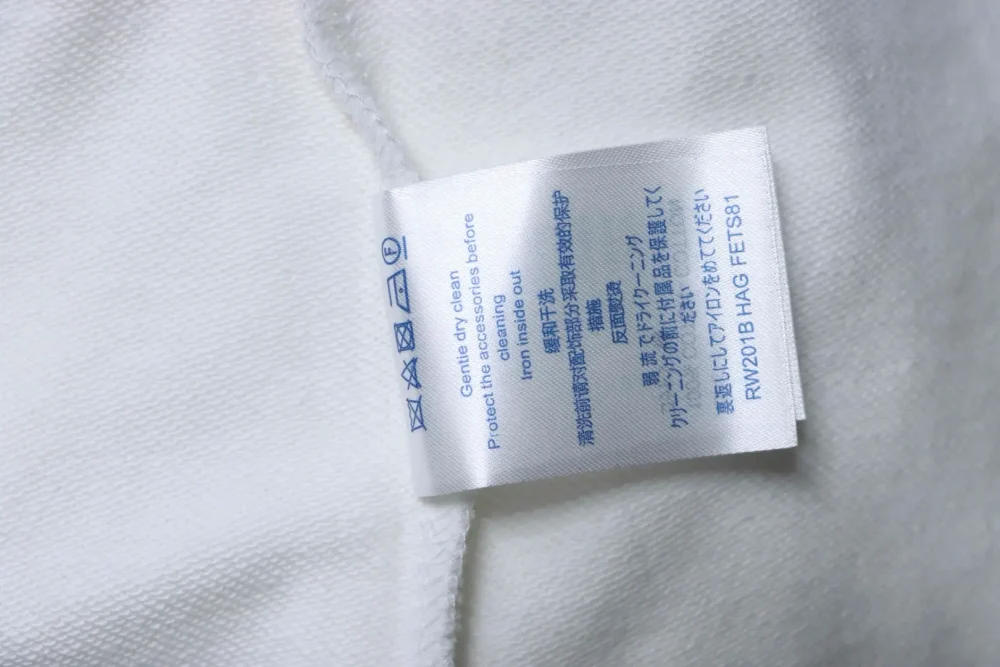 Gentle dry clean
Protect the accessories before
cleaning
Iron inside out
缓和干洗
清洗前请对配饰部分采取有效的保护
措施
反面熨烫
弱流でドライクーニング
クリーニングの前に付属品を保護してく
ださい
裏返しにしてアイロンをめててください
RW201B HAG FETS81